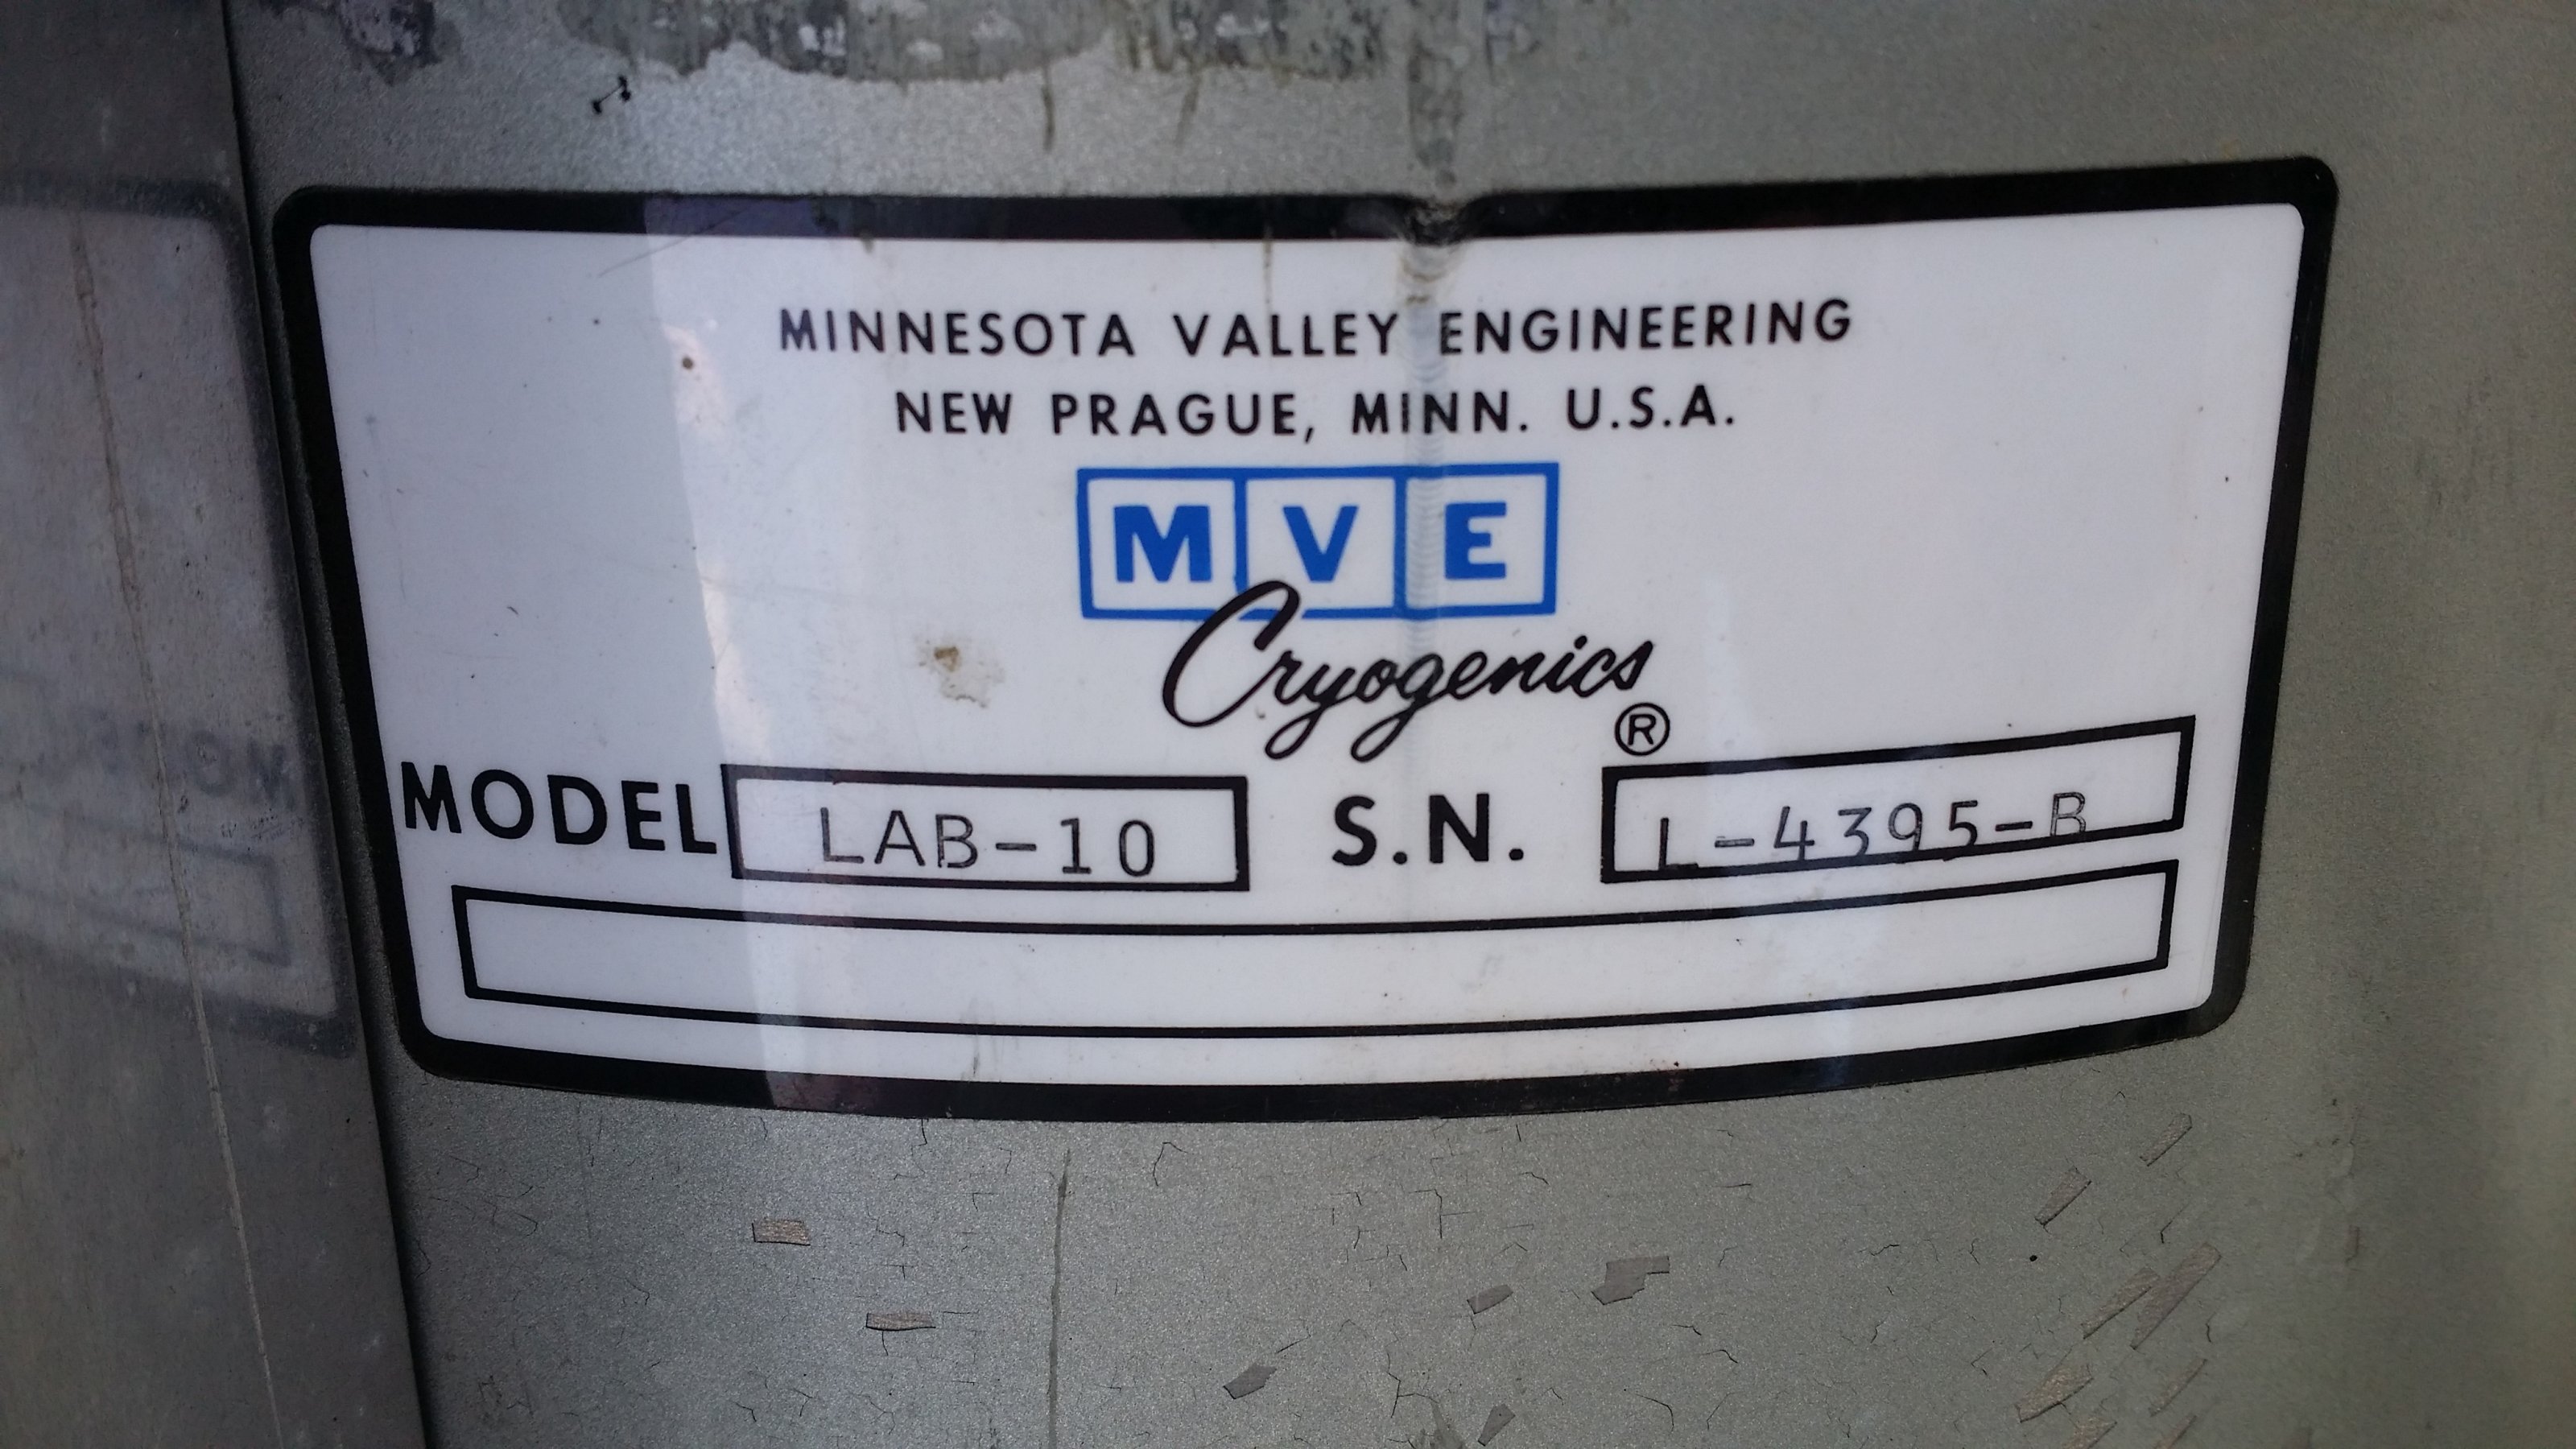 MINNESOTA VALLEY ENGINEERING
NEW PRAGUE, MINN. U.S.A.
MVE
Cryogenics
®
MODEL LAB-10 S.N. L-4395-B